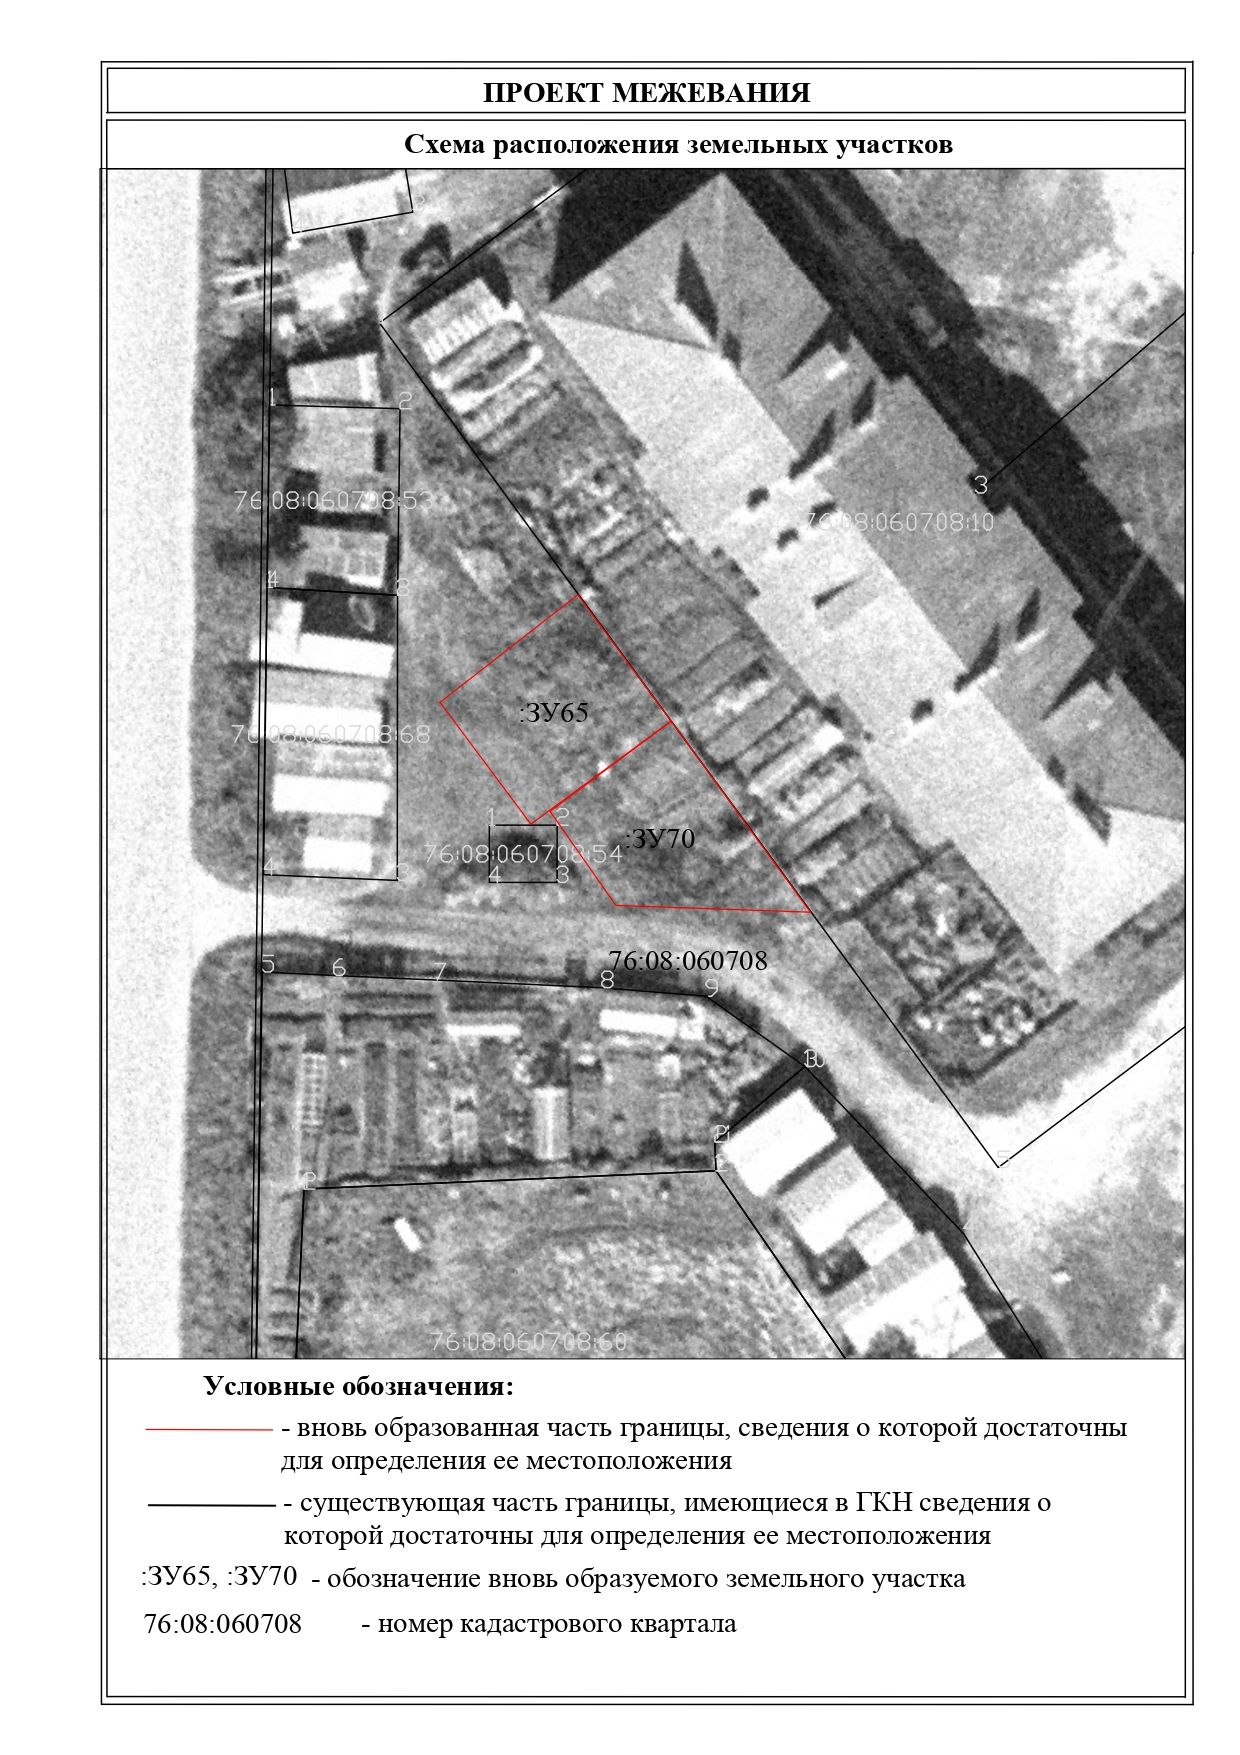 ПРОЕКТ МЕЖЕВАНИЯ
Схема расположения земельных участков
1
2
76:08:060708:53
3
76:08:060708:10
4
:ЗУ65
76:08:060708:68
1
2
:ЗУ70
76:08:060708:54
4
3
4
3
76:08:060708
5
6
7
8
9
5
2
76:08:060708:60
Условные обозначения:
- вновь образованная часть границы, сведения о которой достаточны
для определения ее местоположения
- существующая часть границы, имеющиеся в ГКН сведения о
которой достаточны для определения ее местоположения
:ЗУ65, :ЗУ70 - обозначение вновь образуемого земельного участка
76:08:060708 - номер кадастрового квартала